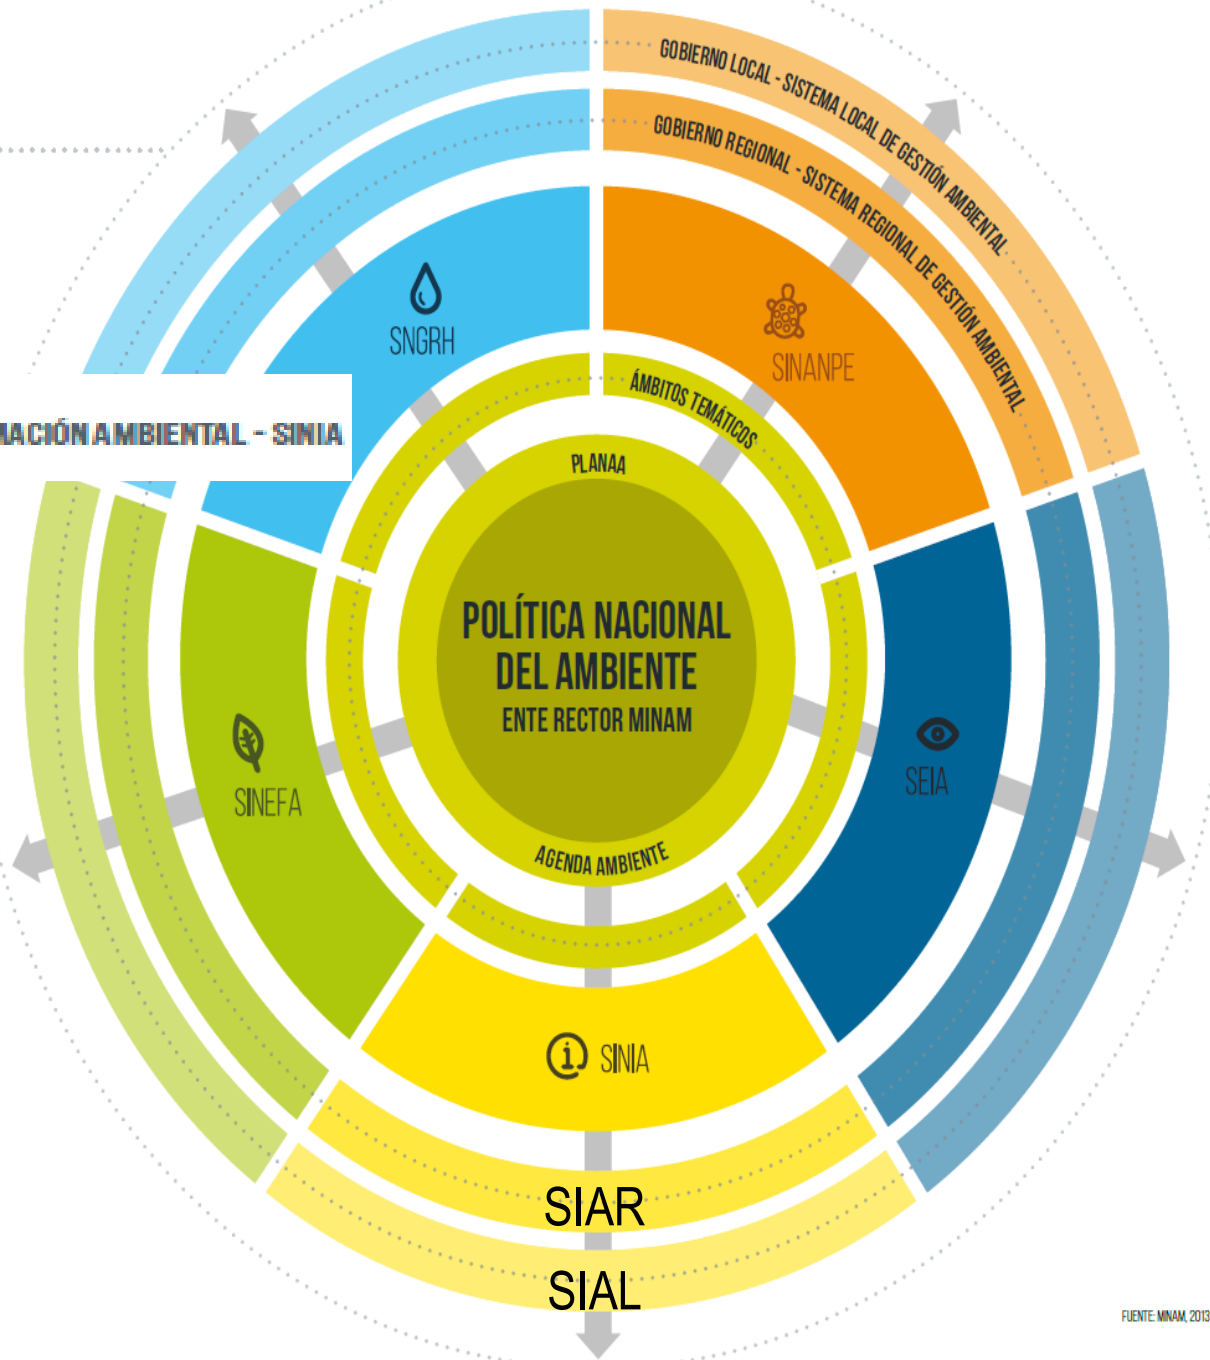 GOBIERNO LOCAL - SISTEMA LOCAL DE GESTIÓN AMBIENTAL
GOBIERNO REGIONAL - SISTEMA REGIONAL DE GESTIÓN AMBIENTAL
SNGRH
SINANPE
ÁMBITOS TEMÁTICOS
MACIÓN AMBIENTAL - SINIA
PLANAA
POLÍTICA NACIONAL
DEL AMBIENTE
ENTE RECTOR MINAM
SEIA
SINEFA
AGENDA AMBIENTE
SINIA
SIAR
SIAL
FUENTE: MINAM, 2013